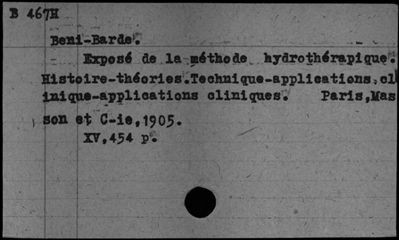 B 467H
Beni-Barde.
Exposé de la méthode hydrothérapique.
Histoire-théories.Technique-applications.cl
inique-applications cliniques. Paris,Mas
son et C-ie,1905.
XV,454 p.